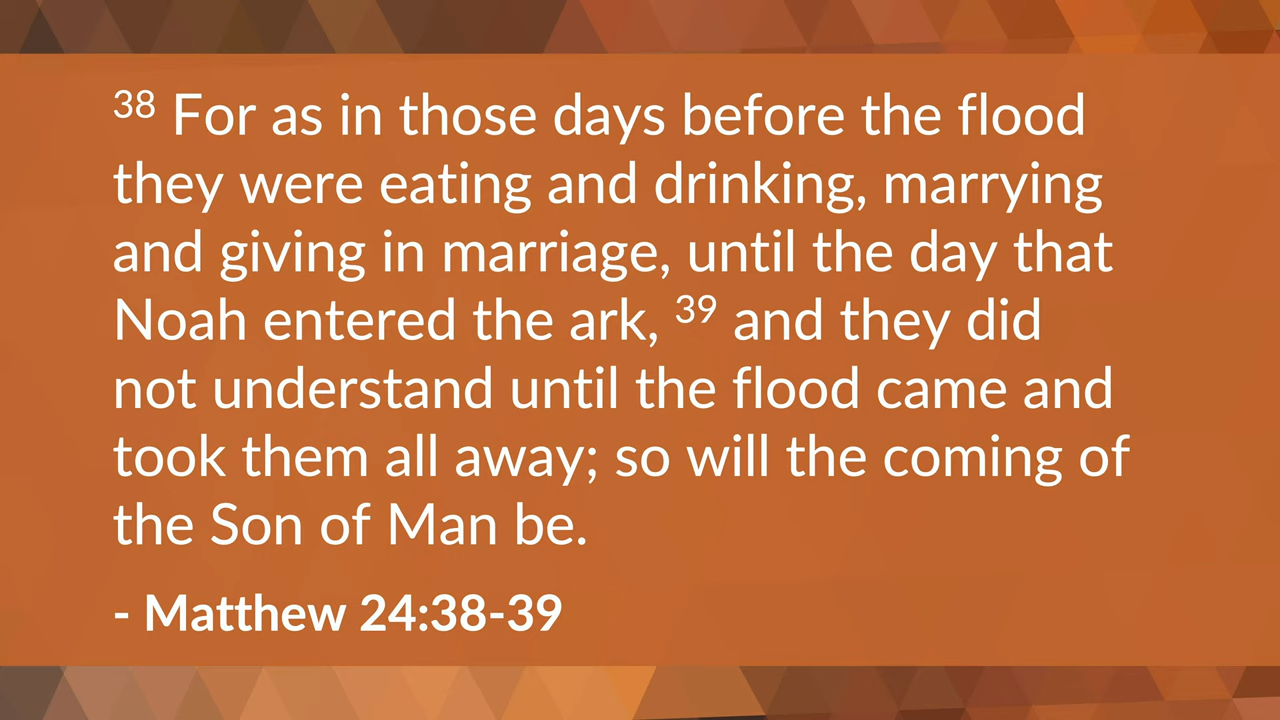 38 For as in those days before the flood
they were eating and drinking, marrying
and giving in marriage, until the day that
Noah entered the ark, 39 and they did
not understand until the flood came and
took them all away; so will the coming of
the Son of Man be.
- Matthew 24:38-39